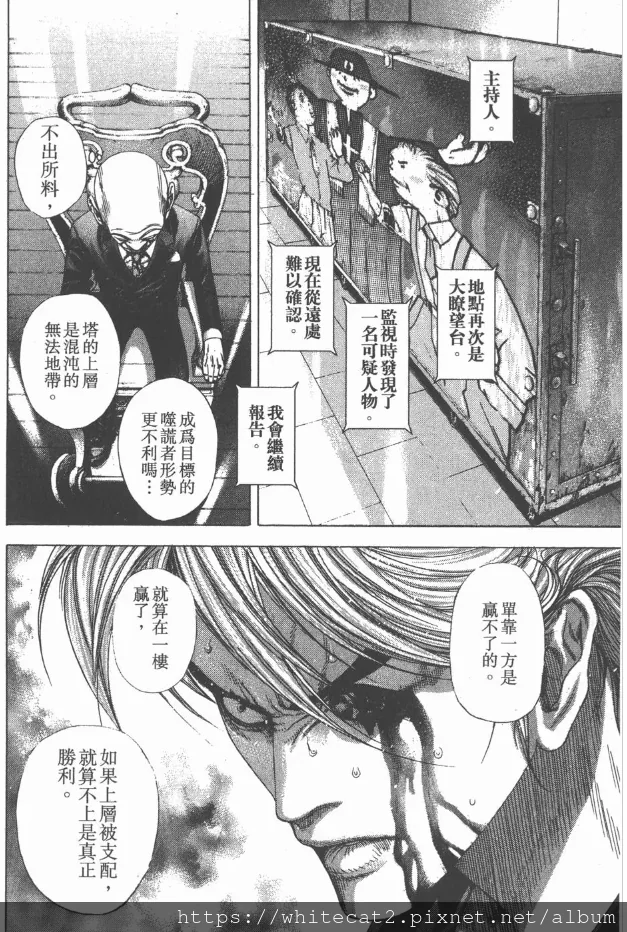 主持人。
地點再次是
大瞭望台。
監視時發現了
一名可疑人物。
現在從遠處
難以確認。
我會繼續
報告。
不出所料，
塔的上層
是混沌的
無法地帶。
成爲目標的
噬謊者形勢
更不利嗎…
單靠一方是
贏不了的。
就算在一樓
贏了，
如果上層被支配，
就算不上是真正
勝利。
https://whitecat2.pixnet.net/album